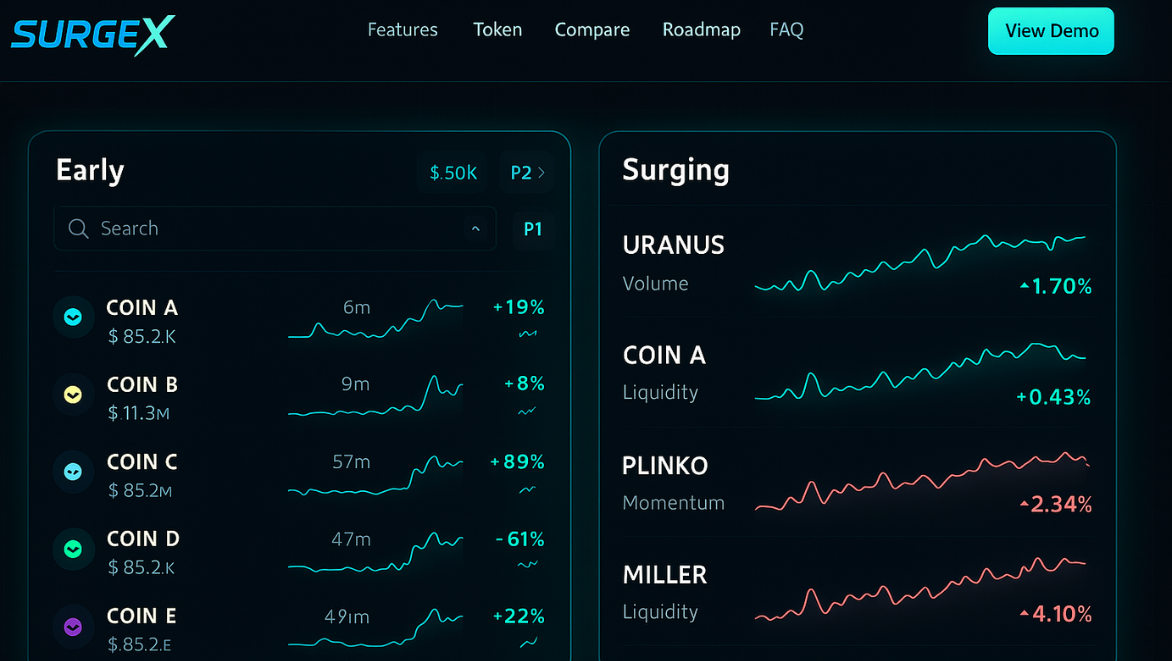 SURGEX
Features Token Compare Roadmap FAQ
View Demo
Early
$.50K P2 >
Search
P1
COIN A
$ 85.2.K
6m
+19%
COIN B
$.11.3M
9m
+8%
COIN C
$ 85.2M
57m
+89%
COIN D
$ 85.2.K
47m
-61%
COIN E
$.85.2.E
49m
+22%
Surging
URANUS
Volume
1.70%
COIN A
Liquidity
+0.43%
PLINKO
Momentum
2.34%
MILLER
Liquidity
4.10%